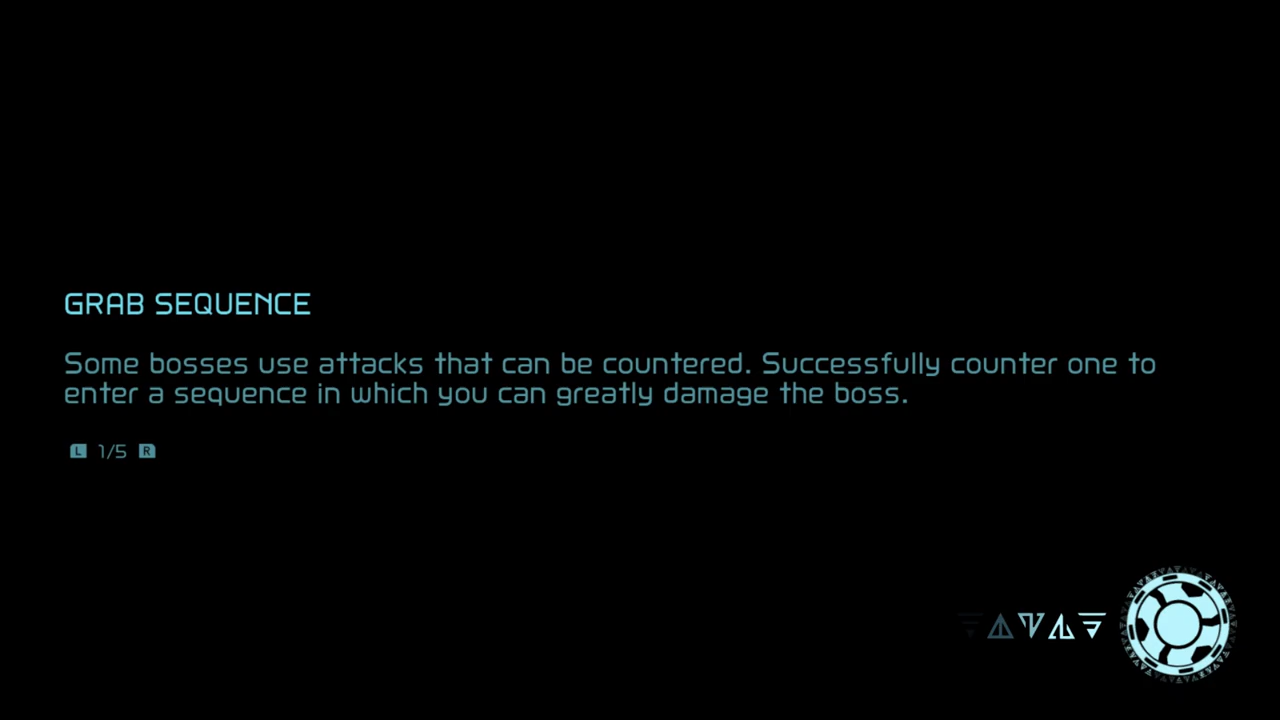 GRAB SEQUENCE
Some bosses use attacks that can be countered. Successfully counter one to
enter a sequence in which you can greatly damage the boss.
L 1/5 R